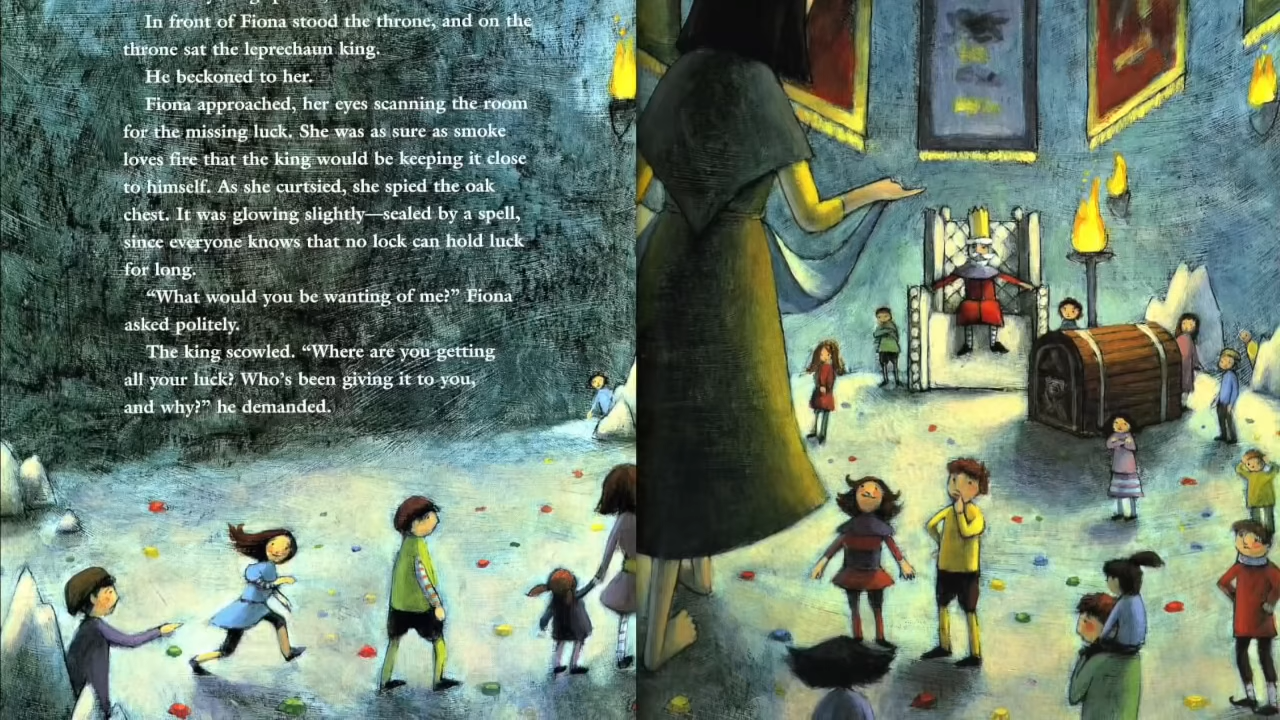 In front of Fiona stood the throne, and on the
throne sat the leprechaun king.
He beckoned to her.
Fiona approached, her eyes scanning the room
for the missing luck. She was as sure as smoke
loves fire that the king would be keeping it close
to himself. As she curtsied, she spied the oak
chest. It was glowing slightly—sealed by a spell,
since everyone knows that no lock can hold luck
for long.
“What would you be wanting of me?” Fiona
asked politely.
The king scowled. “Where are you getting
all your luck? Who’s been giving it to you,
and why?” he demanded.